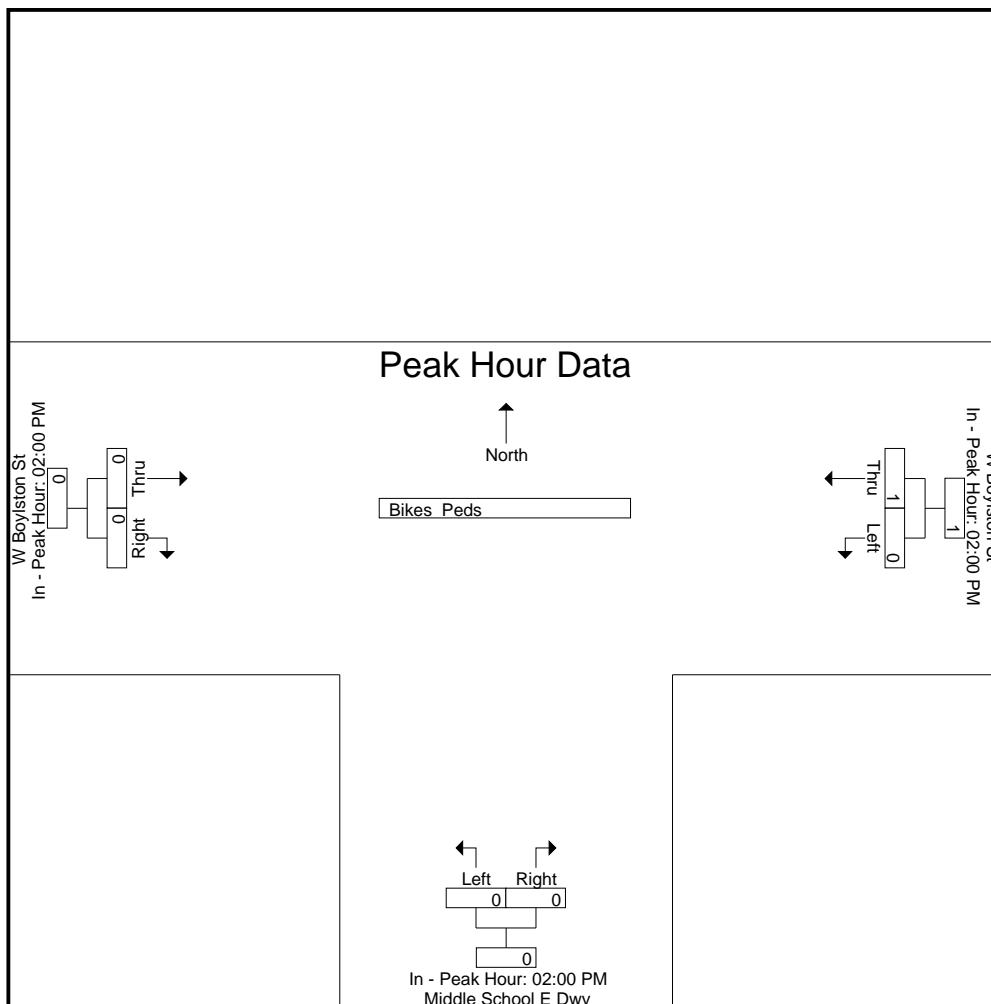 Peak Hour Data
North
Bikes Peds
W Boylston St
In - Peak Hour: 02:00 PM
0
0
Thru
0
Right
W Boylston St
In - Peak Hour: 02:00 PM
1
1
Thru
0
Left
Left Right
0 0
0
In - Peak Hour: 02:00 PM
Middle School E Dwy